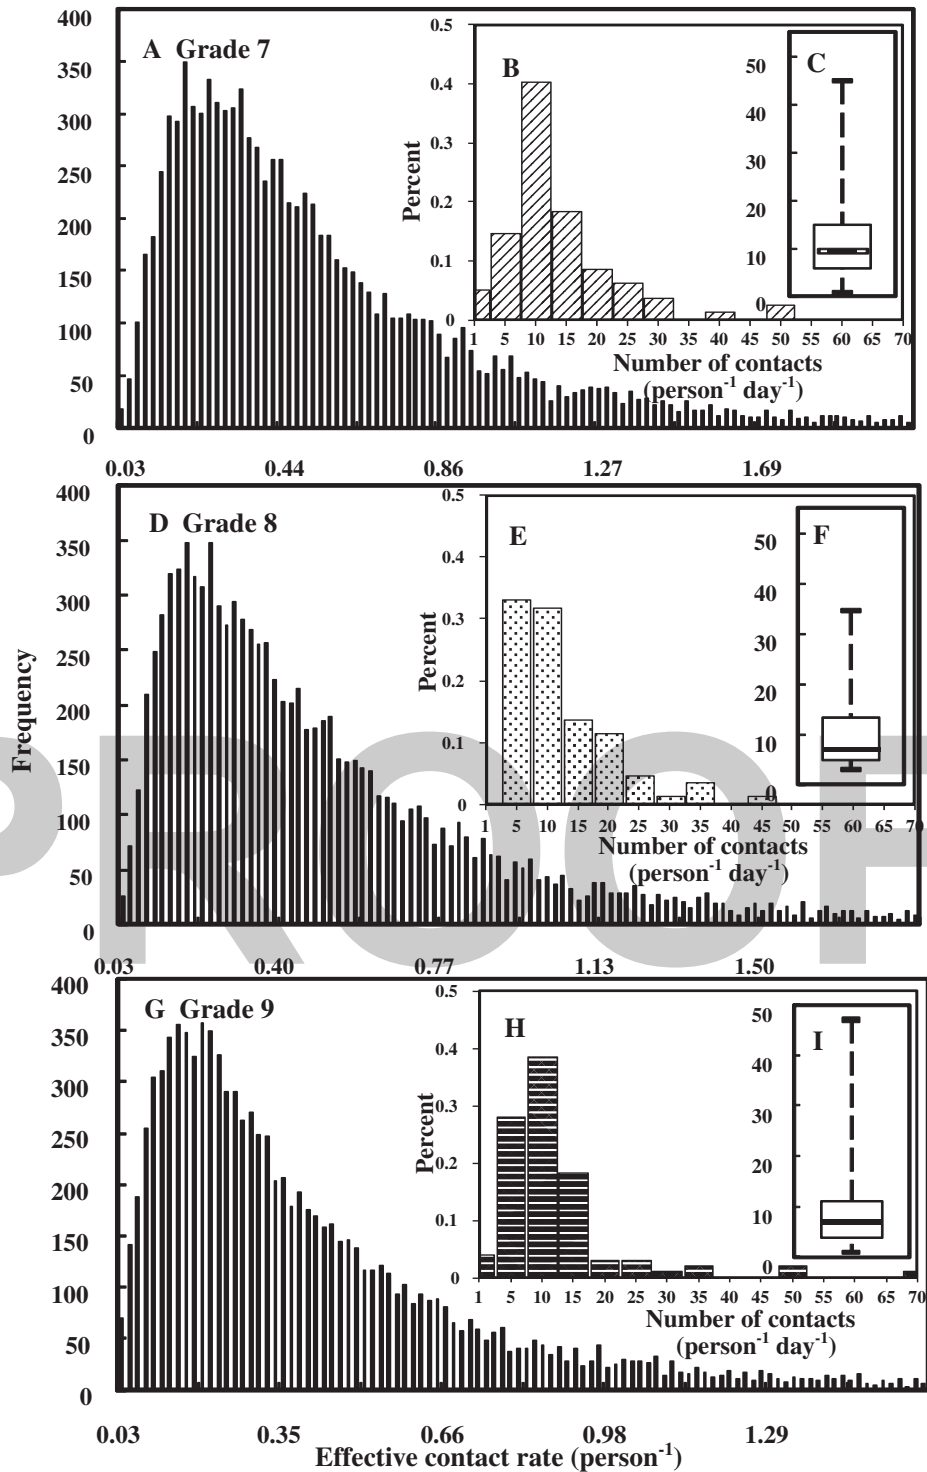 A Grade 7
400
350
300
250
200
150
100
50
0
0.03 0.44 0.86 1.27 1.69
B
Percent
0.5
0.4
0.3
0.2
0.1
0
1 5 10 15 20 25 30 35 40 45 50 55 60 65 70
Number of contacts
(person-1 day-1)
C
50
40
30
20
10
0
D Grade 8
400
350
300
250
200
150
100
50
0
0.03 0.40 0.77 1.13 1.50
E
Percent
0.5
0.4
0.3
0.2
0.1
0
1 5 10 15 20 25 30 35 40 45 50 55 60 65 70
Number of contacts
(person-1 day-1)
F
50
40
30
20
10
0
Frequency
PROOF
G Grade 9
400
350
300
250
200
150
100
50
0
0.03 0.35 0.66 0.98 1.29
H
Percent
0.5
0.4
0.3
0.2
0.1
0
1 5 10 15 20 25 30 35 40 45 50 55 60 65 70
Number of contacts
(person-1 day-1)
I
50
40
30
20
10
0
Effective contact rate (person-1)